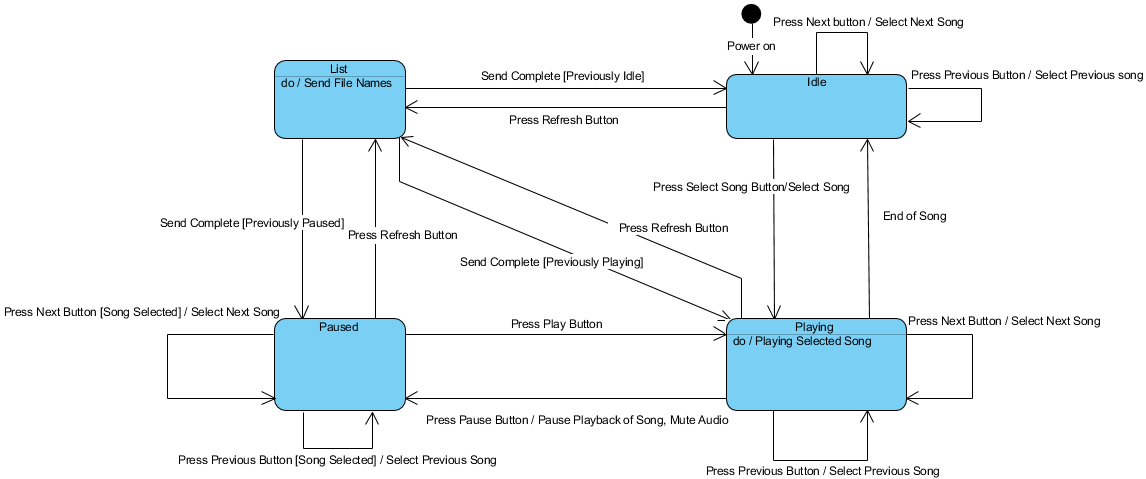 Press Next button / Select Next Song
Power on
List
do / Send File Names
Send Complete [Previously Idle]
Idle
Press Previous Button / Select Previous song
Press Refresh Button
Press Select Song Button/Select Song
Send Complete [Previously Paused]
Press Refresh Button
Press Refresh Button
End of Song
Send Complete [Previously Playing]
Press Next Button [Song Selected] / Select Next Song
Paused
Press Play Button
Playing
do / Playing Selected Song
Press Next Button / Select Next Song
Press Pause Button / Pause Playback of Song, Mute Audio
Press Previous Button [Song Selected] / Select Previous Song
Press Previous Button / Select Previous Song